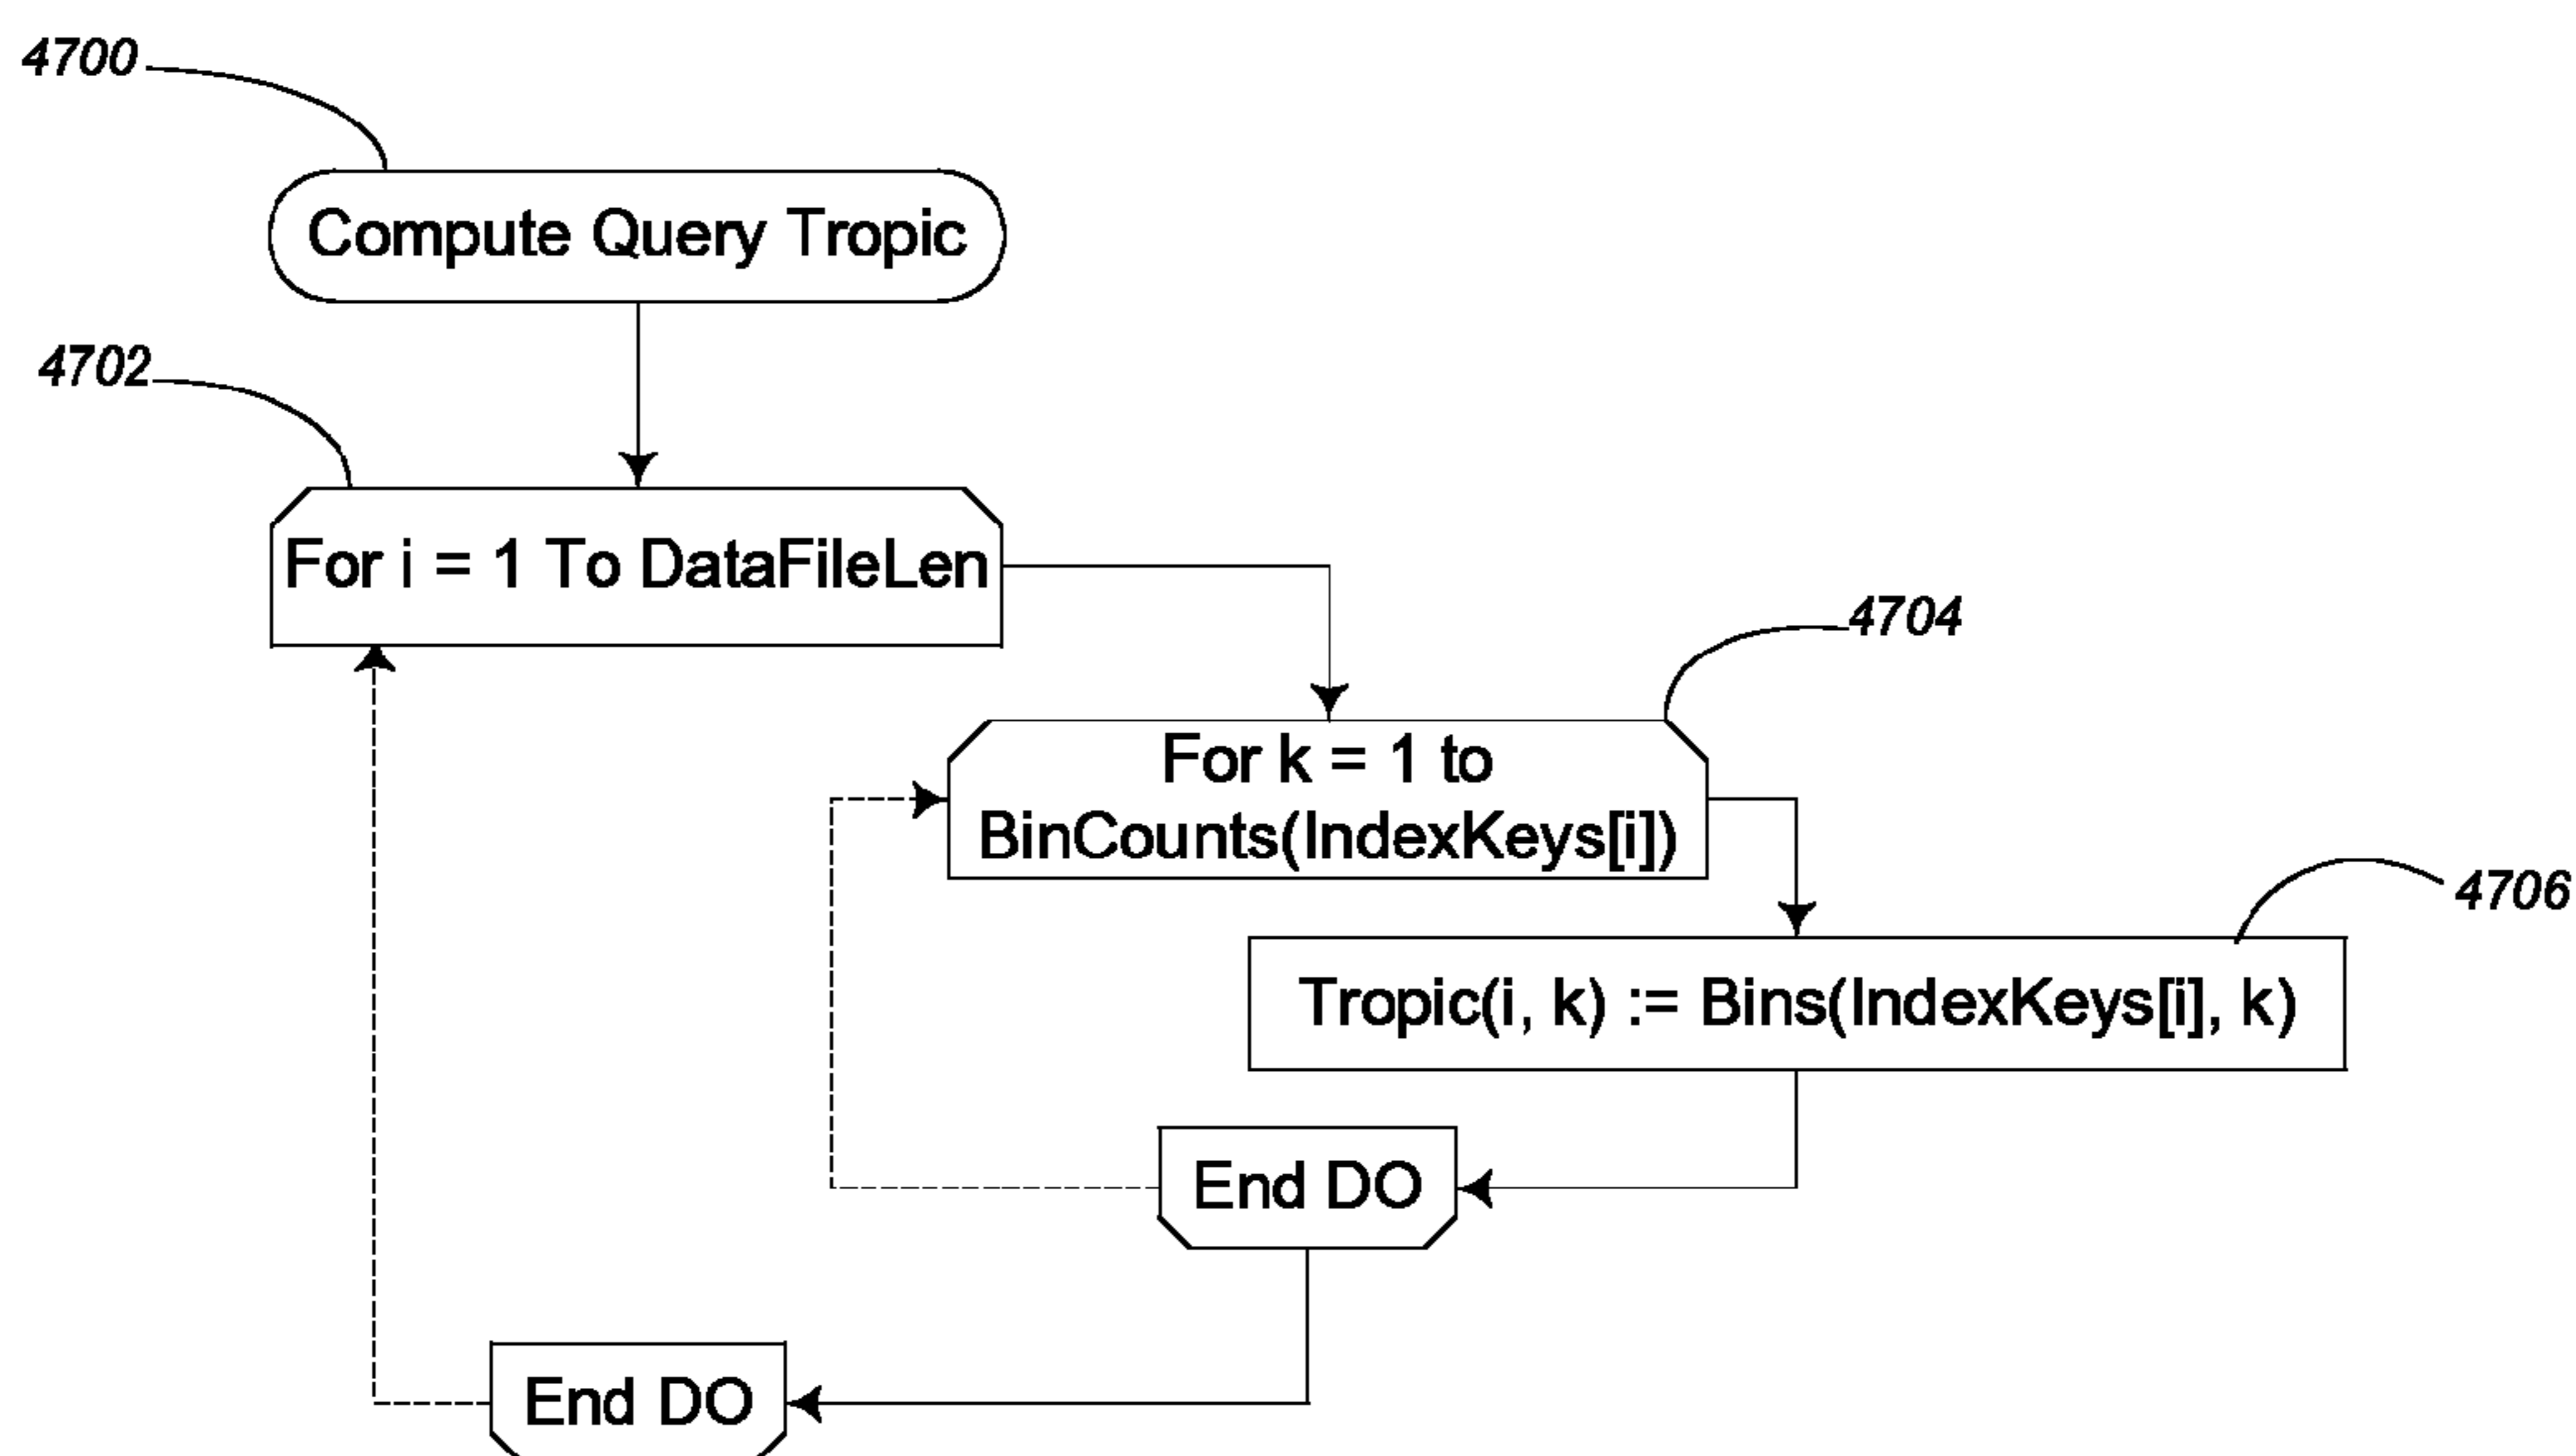 4700
Compute Query Tropic
4702
For i = 1 To DataFileLen
4704
For k = 1 to
BinCounts(IndexKeys[i])
4706
Tropic(i, k) := Bins(IndexKeys[i], k)
End DO
End DO